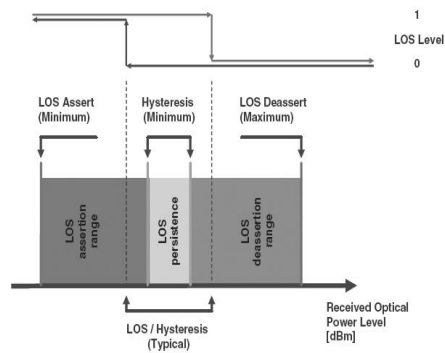 1
LOS Level
0
LOS Assert
(Minimum)
Hysteresis
(Minimum)
LOS Deassert
(Maximum)
LOS
assertion
range
LOS
persistence
LOS
deassertion
range
Received Optical
Power Level
[dBm]
LOS / Hysteresis
(Typical)